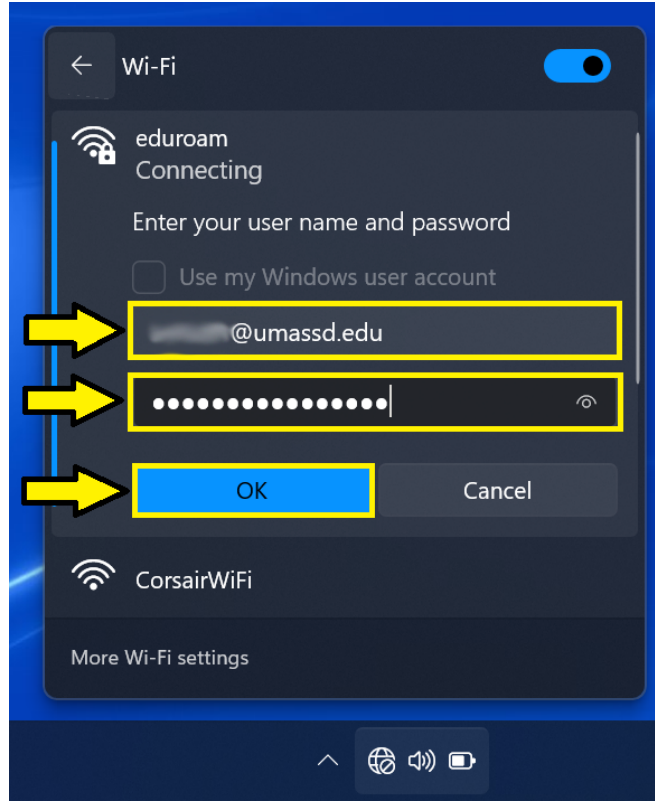 Wi-Fi
eduroam
Connecting
Enter your user name and password
Use my Windows user account
@umassd.edu
OK Cancel
CorsairWiFi
More Wi-Fi settings